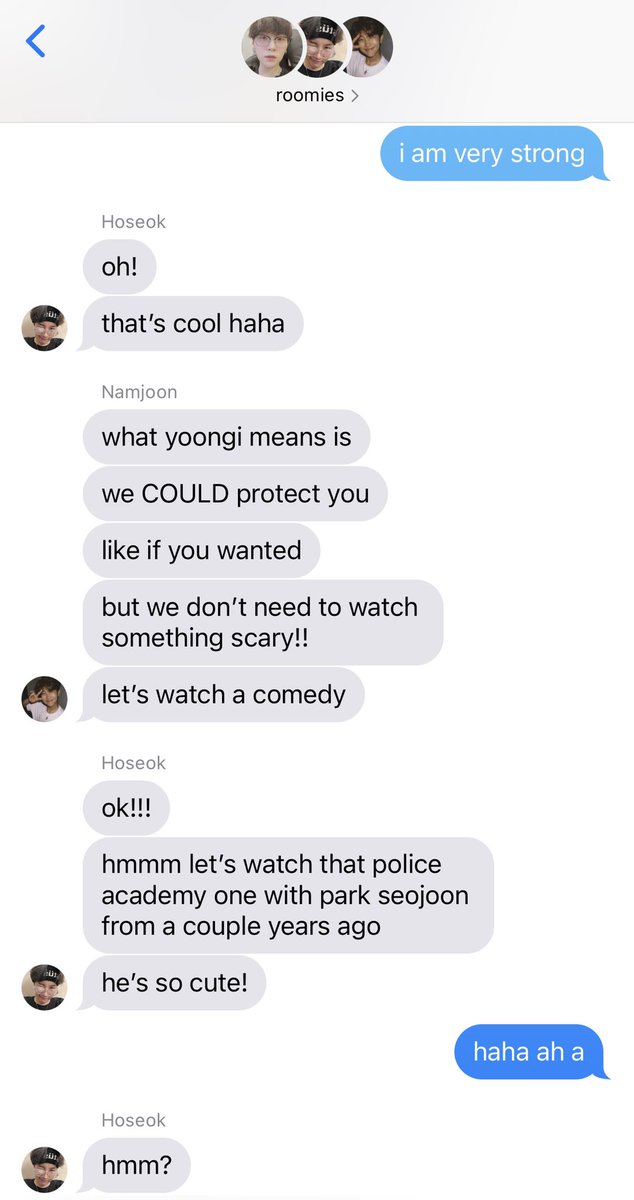 roomies
i am very strong
Hoseok
oh!
that's cool haha
Namjoon
what yoongi means is
we COULD protect you
like if you wanted
but we don't need to watch
something scary!!
let's watch a comedy
Hoseok
ok!!!
hmmm let's watch that police
academy one with park seojoon
from a couple years ago
he's so cute!
haha ah a
Hoseok
hmm?